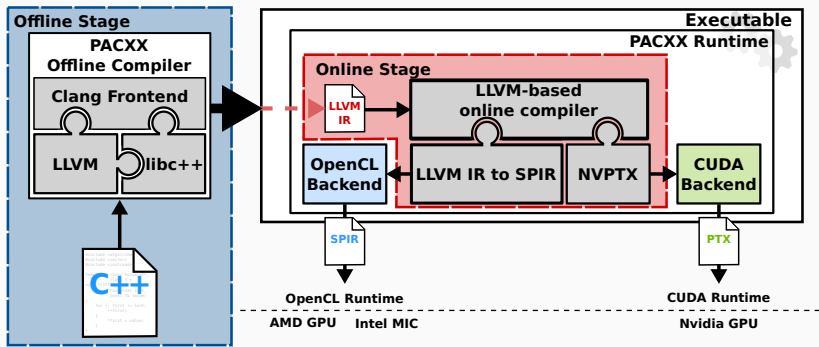 Offline Stage
PACXX
Offline Compiler
Clang Frontend
LLVM
libc++
C++
Executable
PACXX Runtime
Online Stage
LLVM
IR
LLVM-based
online compiler
OpenCL
Backend
LLVM IR to SPIR
NVPTX
CUDA
Backend
SPIR
PTX
OpenCL Runtime
CUDA Runtime
AMD GPU
Intel MIC
Nvidia GPU